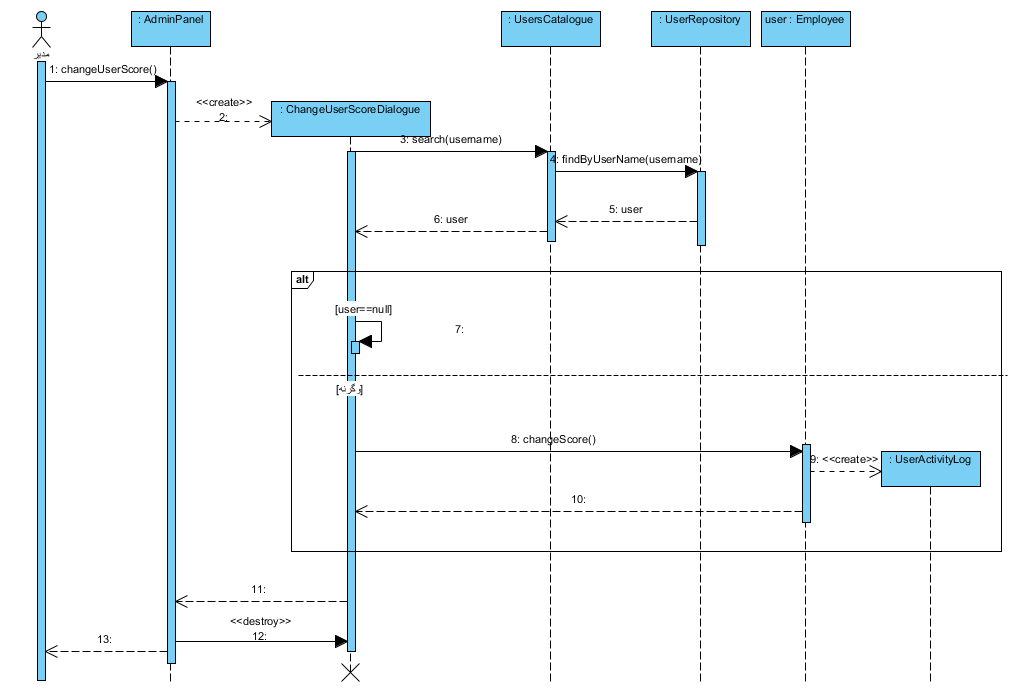 : AdminPanel
: UsersCatalogue
: UserRepository
user : Employee
مدیر
1: changeUserScore()
<<create>>
2:
: ChangeUserScoreDialogue
3: search(username)
4: findByUserName(username)
5: user
6: user
alt
[user==null]
7:
[وگرنه]
8: changeScore()
9: <<create>>
: UserActivityLog
10:
11:
<<destroy>>
12:
13: